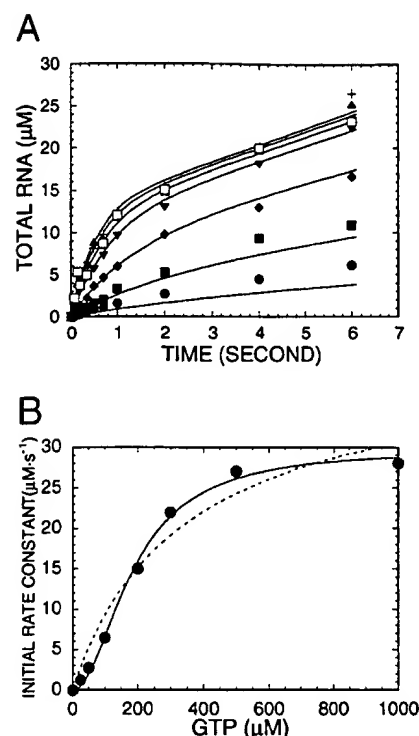 A
TOTAL RNA (μM)
30
25
20
15
10
5
0
0 1 2 3 4 5 6 7
TIME (SECOND)
B
INITIAL RATE CONSTANT(μM·s⁻¹)
30
25
20
15
10
5
0
0 200 400 600 800 1000
GTP (μM)